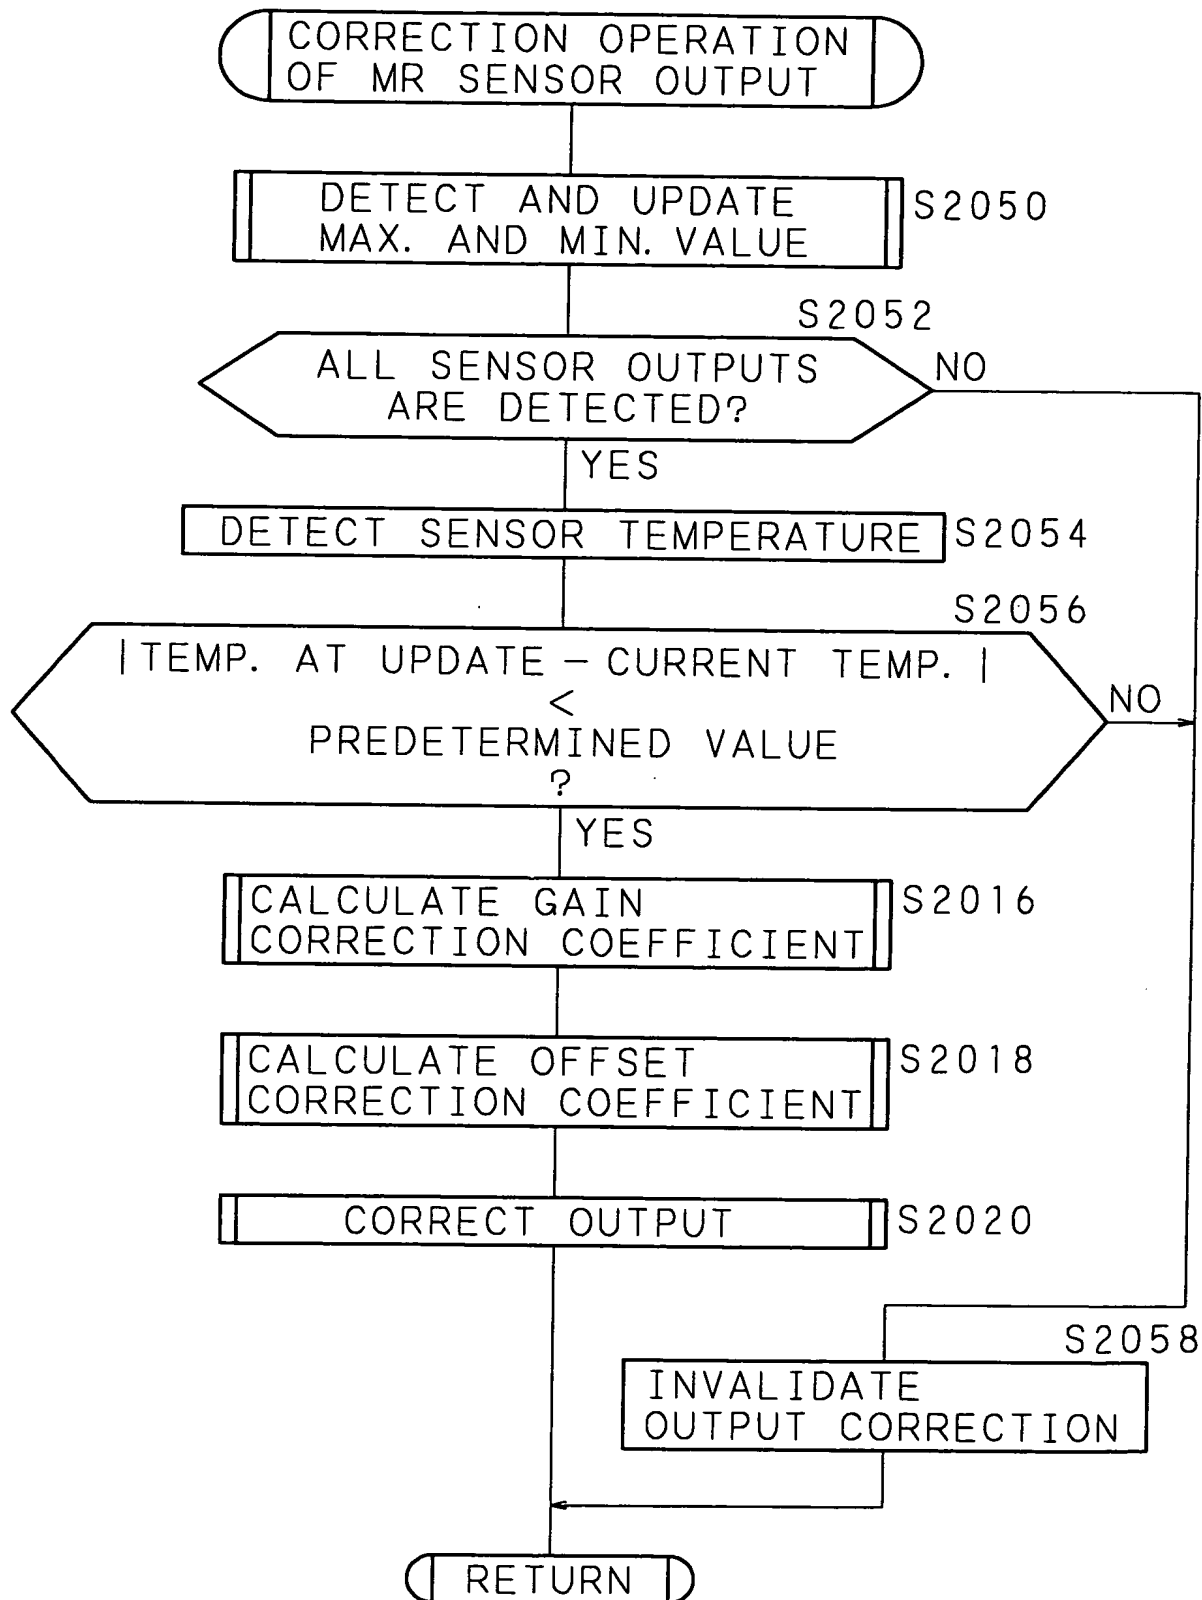 CORRECTION OPERATION
OF MR SENSOR OUTPUT
DETECT AND UPDATE
MAX. AND MIN. VALUE
S2050
S2052
ALL SENSOR OUTPUTS
ARE DETECTED?
NO
YES
DETECT SENSOR TEMPERATURE
S2054
S2056
|TEMP. AT UPDATE – CURRENT TEMP. |
<
PREDETERMINED VALUE
?
NO
YES
CALCULATE GAIN
CORRECTION COEFFICIENT
S2016
CALCULATE OFFSET
CORRECTION COEFFICIENT
S2018
CORRECT OUTPUT
S2020
S2058
INVALIDATE
OUTPUT CORRECTION
RETURN